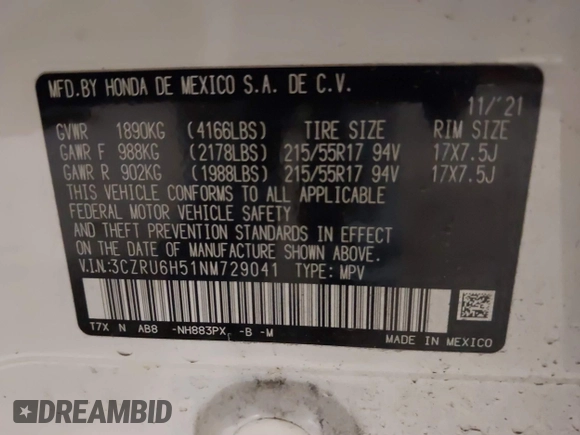 MFD.BY HONDA DE MEXICO S.A. DE C.V.
11/'21
GVWR 1890KG (4166LBS) TIRE SIZE RIM SIZE
GAWR F 988KG (2178LBS) 215/55R17 94V 17X7.5J
GAWR R 902KG (1988LBS) 215/55R17 94V 17X7.5J
THIS VEHICLE CONFORMS TO ALL APPLICABLE
FEDERAL MOTOR VEHICLE SAFETY
AND THEFT PREVENTION STANDARDS IN EFFECT
ON THE DATE OF MANUFACTURE SHOWN ABOVE.
V.I.N:3CZRU6H51NM729041 TYPE: MPV
T7X N AB8 -NH883PX -B -M
MADE IN MEXICO
DREAMBID